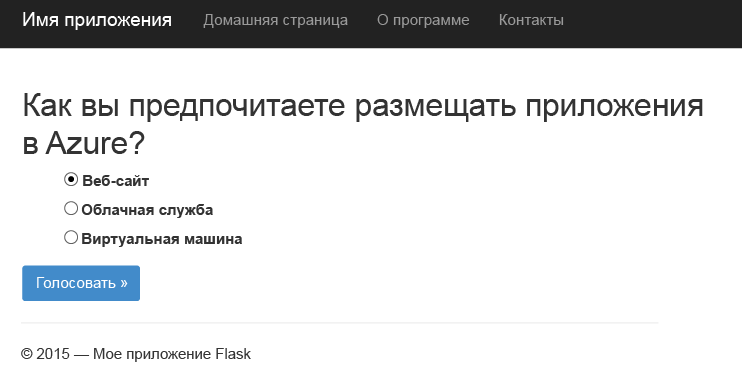 Имя приложения Домашняя страница О программе Контакты
Как вы предпочитаете размещать приложения
в Azure?
Веб-сайт
Облачная служба
Виртуальная машина
Голосовать »
© 2015 — Мое приложение Flask